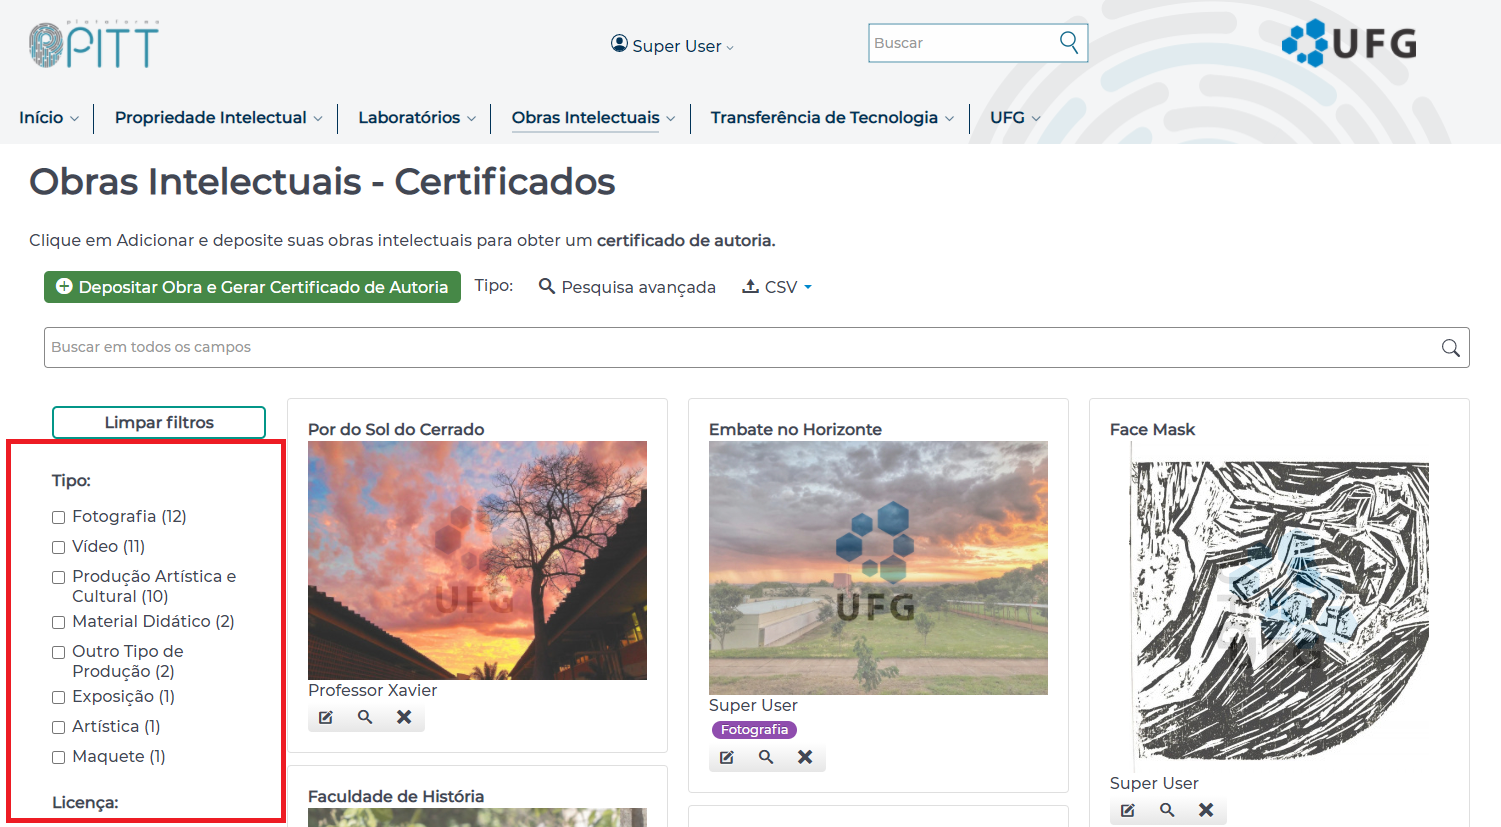 plataforma
PITT
Super User
Buscar
UFG
Início
Propriedade Intelectual
Laboratórios
Obras Intelectuais
Transferência de Tecnologia
UFG
Obras Intelectuais - Certificados
Clique em Adicionar e deposite suas obras intelectuais para obter um certificado de autoria.
Depositar Obra e Gerar Certificado de Autoria
Tipo:
Pesquisa avançada
CSV
Buscar em todos os campos
Limpar filtros
Tipo:
Fotografia (12)
Vídeo (11)
Produção Artística e
Cultural (10)
Material Didático (2)
Outro Tipo de
Produção (2)
Exposição (1)
Artística (1)
Maquete (1)
Licença:
Por do Sol do Cerrado
UFG
Professor Xavier
Faculdade de História
Embate no Horizonte
UFG
Super User
Fotografia
Face Mask
Super User